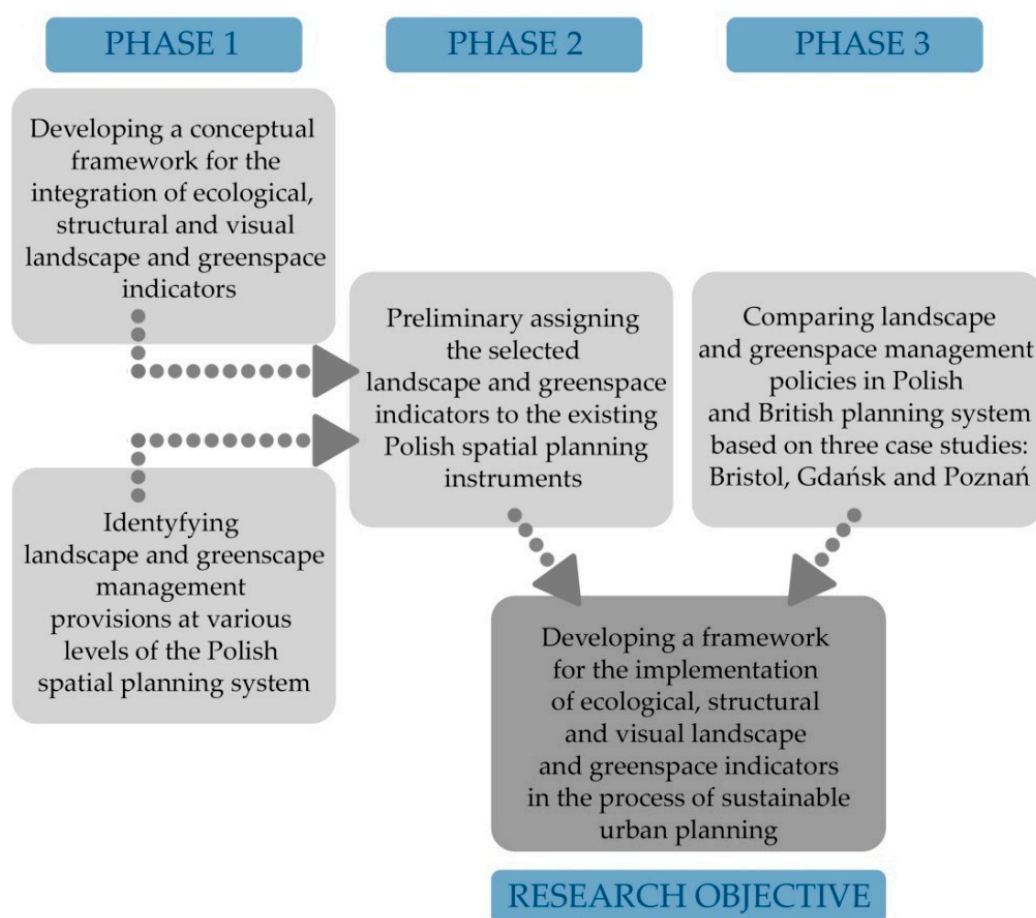 PHASE 1
PHASE 2
PHASE 3
Developing a conceptual
framework for the
integration of ecological,
structural and visual
landscape and greenspace
indicators
Identyfying
landscape and greenscape
management
provisions at various
levels of the Polish
spatial planning system
Preliminary assigning
the selected
landscape and greenspace
indicators to the existing
Polish spatial planning
instruments
Comparing landscape
and greenspace management
policies in Polish
and British planning system
based on three case studies:
Bristol, Gdańsk and Poznań
Developing a framework
for the implementation
of ecological, structural
and visual landscape
and greenspace indicators
in the process of sustainable
urban planning
RESEARCH OBJECTIVE